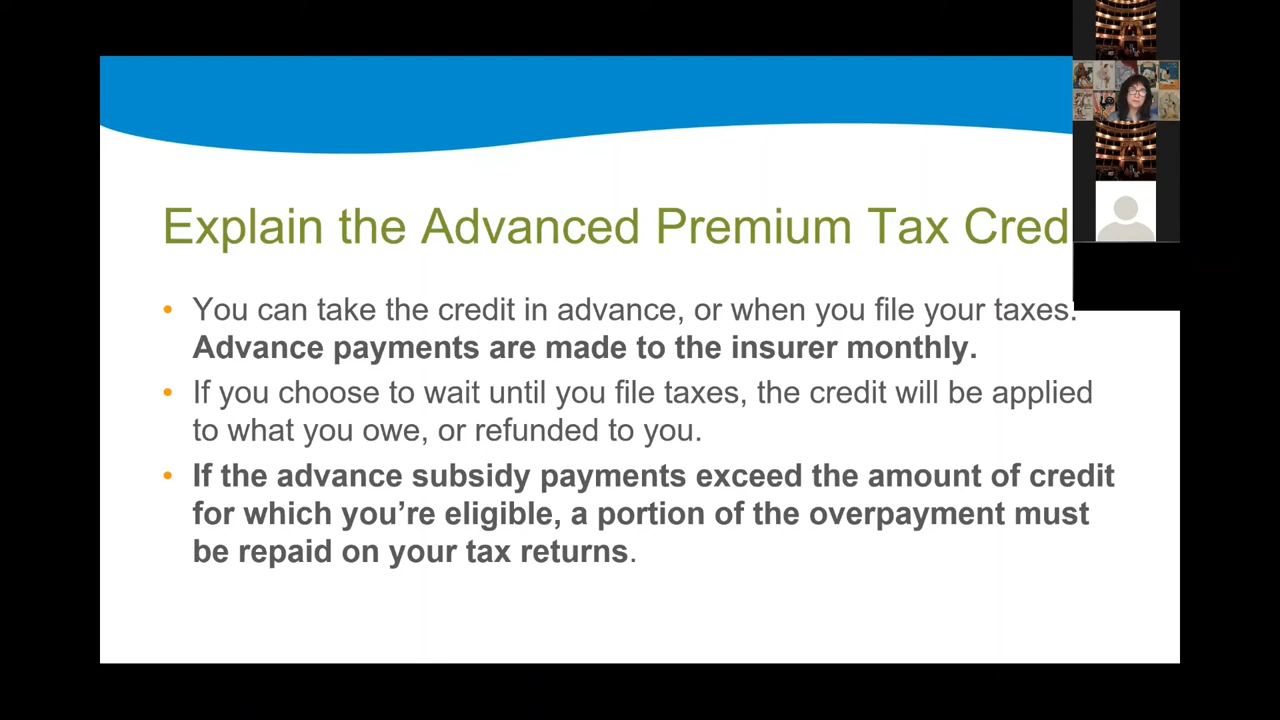 Explain the Advanced Premium Tax Cred
• You can take the credit in advance, or when you file your taxes.
Advance payments are made to the insurer monthly.
• If you choose to wait until you file taxes, the credit will be applied
to what you owe, or refunded to you.
• If the advance subsidy payments exceed the amount of credit
for which you’re eligible, a portion of the overpayment must
be repaid on your tax returns.